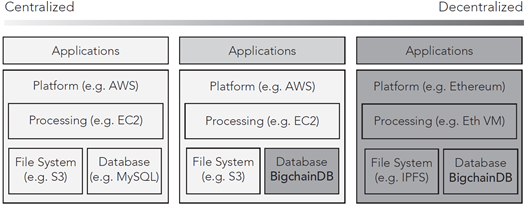 Centralized
Decentralized
Applications
Platform (e.g. AWS)
Processing (e.g. EC2)
File System
(e.g. S3)
Database
(e.g. MySQL)
Applications
Platform (e.g. AWS)
Processing (e.g. EC2)
File System
(e.g. S3)
Database
BigchainDB
Applications
Platform (e.g. Ethereum)
Processing (e.g. Eth VM)
File System
(e.g. IPFS)
Database
BigchainDB